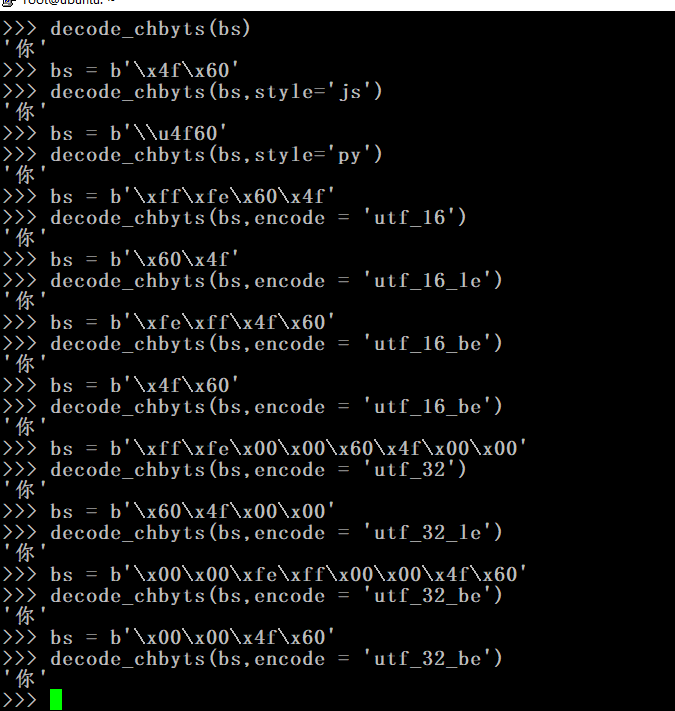 root@ubuntu: ~
>>> decode_chbyts(bs)
'你'
>>> bs = b'\x4f\x60'
>>> decode_chbyts(bs,style='js')
'你'
>>> bs = b'\\u4f60'
>>> decode_chbyts(bs,style='py')
'你'
>>> bs = b'\xff\xfe\x60\x4f'
>>> decode_chbyts(bs,encode = 'utf_16')
'你'
>>> bs = b'\x60\x4f'
>>> decode_chbyts(bs,encode = 'utf_16_le')
'你'
>>> bs = b'\xfe\xff\x4f\x60'
>>> decode_chbyts(bs,encode = 'utf_16_be')
'你'
>>> bs = b'\x4f\x60'
>>> decode_chbyts(bs,encode = 'utf_16_be')
'你'
>>> bs = b'\xff\xfe\x00\x00\x60\x4f\x00\x00'
>>> decode_chbyts(bs,encode = 'utf_32')
'你'
>>> bs = b'\x60\x4f\x00\x00'
>>> decode_chbyts(bs,encode = 'utf_32_le')
'你'
>>> bs = b'\x00\x00\xfe\xff\x00\x00\x4f\x60'
>>> decode_chbyts(bs,encode = 'utf_32_be')
'你'
>>> bs = b'\x00\x00\x4f\x60'
>>> decode_chbyts(bs,encode = 'utf_32_be')
'你'
>>>